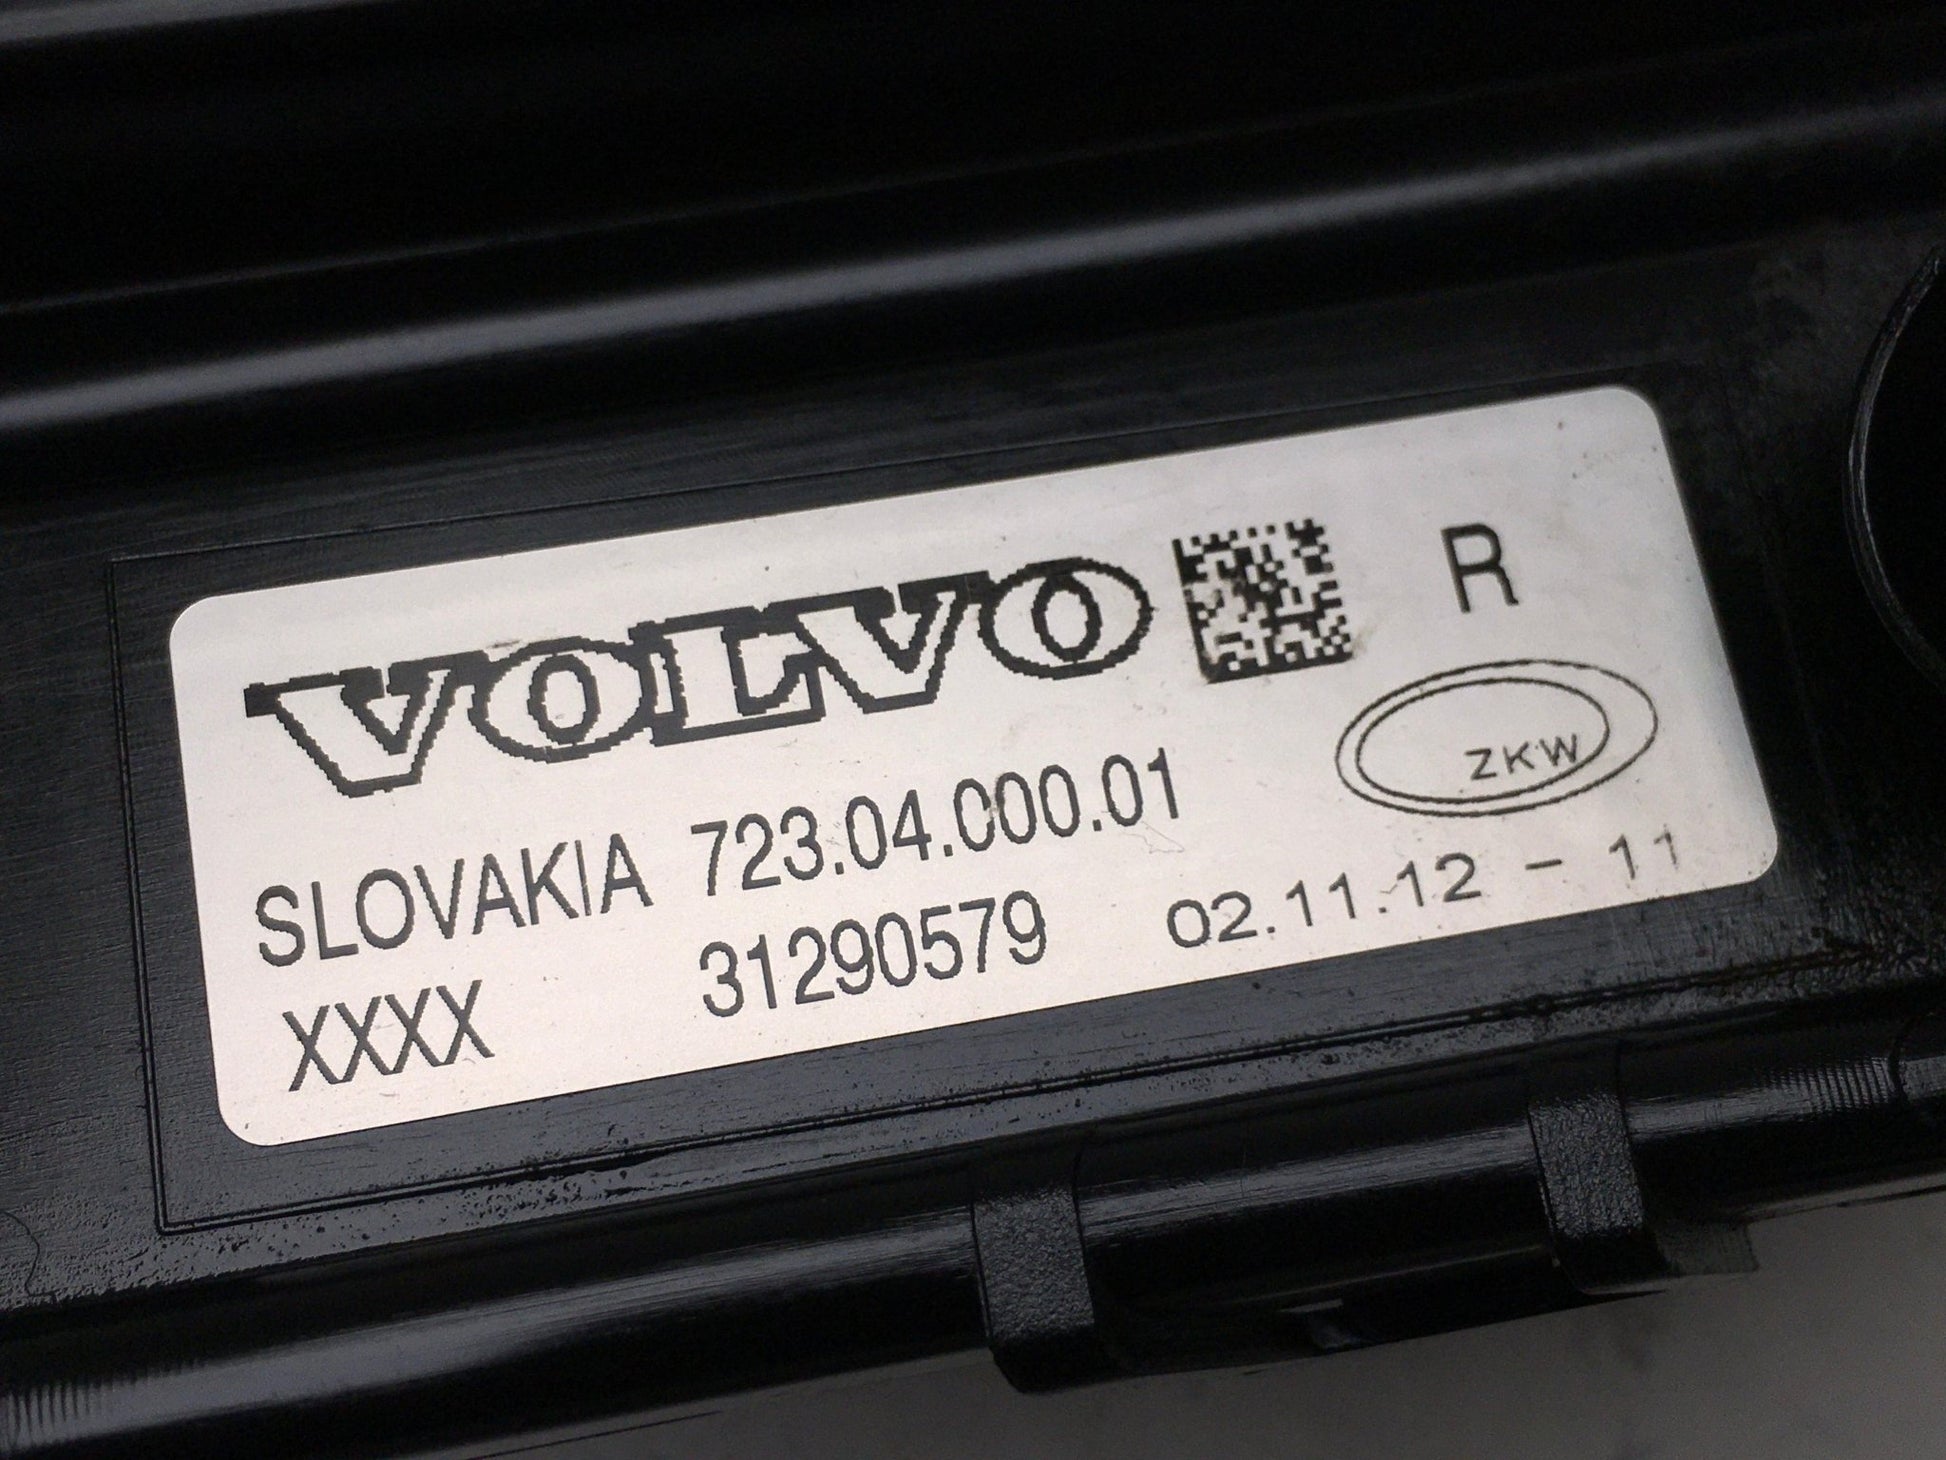 VOLVO R
ZKW
SLOVAKIA 723.04.000.01
XXXX 31290579 02.11.12 - 11